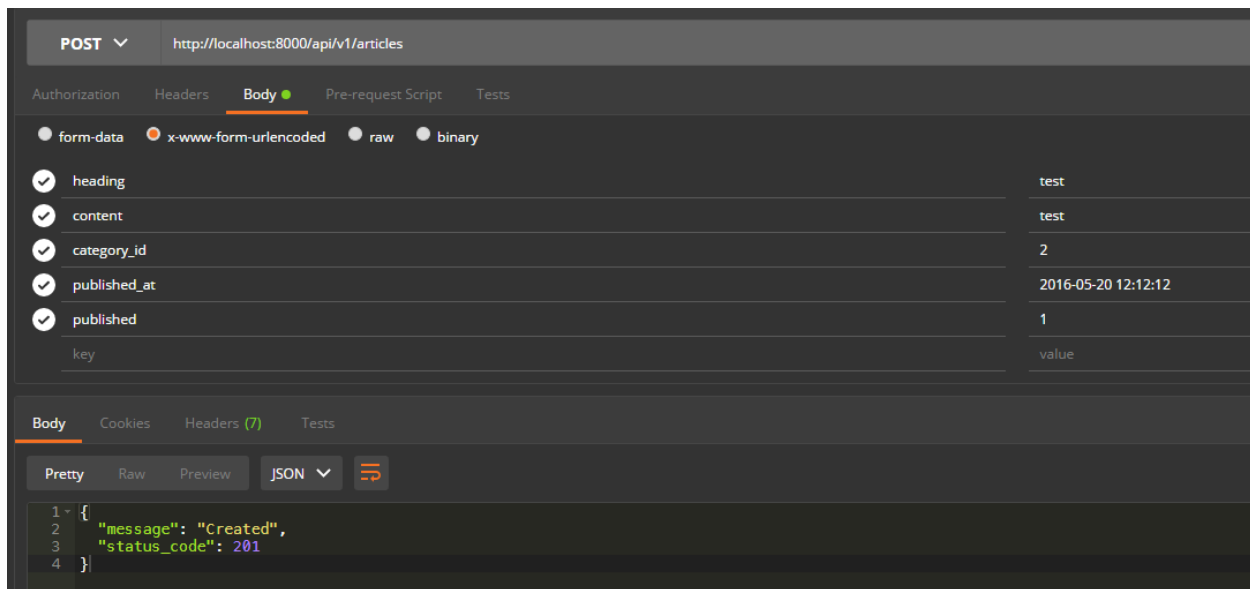 POST http://localhost:8000/api/v1/articles
Authorization Headers Body Pre-request Script Tests
form-data x-www-form-urlencoded raw binary
heading test
content test
category_id 2
published_at 2016-05-20 12:12:12
published 1
key value
Body Cookies Headers (7) Tests
Pretty Raw Preview JSON
1 {
2 "message": "Created",
3 "status_code": 201
4 }